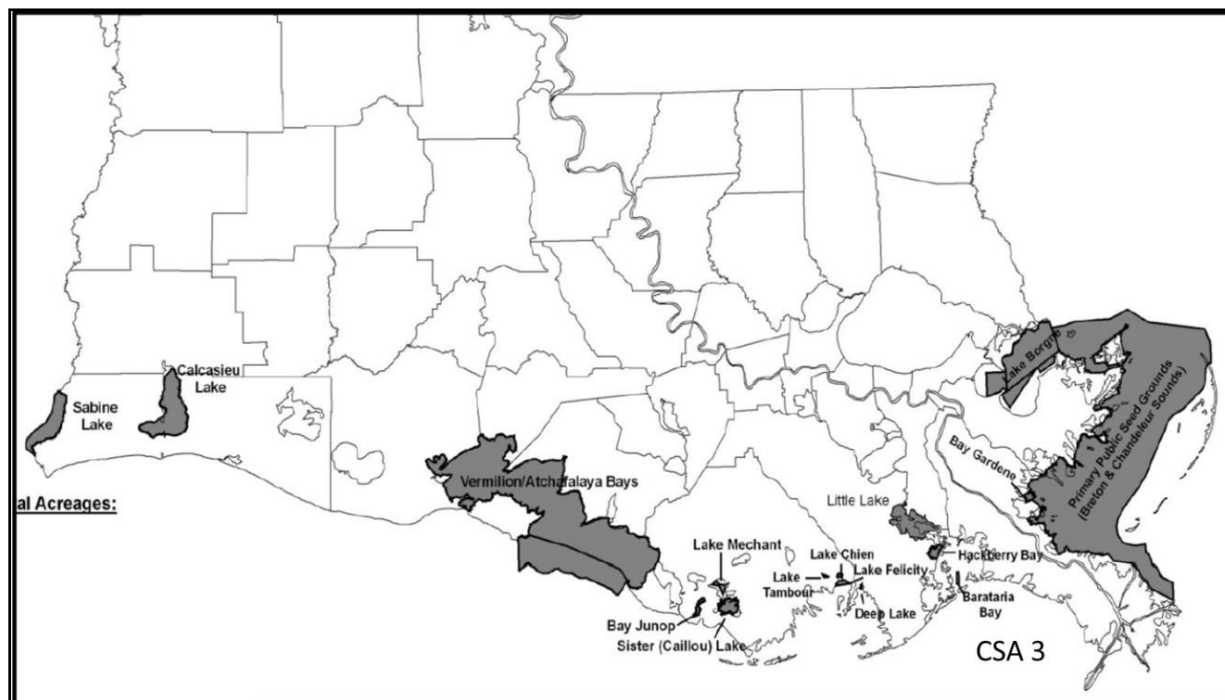 Calcasieu
Lake
Sabine
Lake
al Acreages:
Vermilion/Atchafalaya Bays
Lake Borgne
Primary Public Seed Grounds
(Breton & Chandeleur Sounds)
Bay Gardene
Little Lake
Lake Mechant
Lake Chien
Lake Felicity
Hackberry Bay
Lake
Tambour
Deep Lake
Barataria
Bay
Bay Junop
Sister (Caillou) Lake
CSA 3